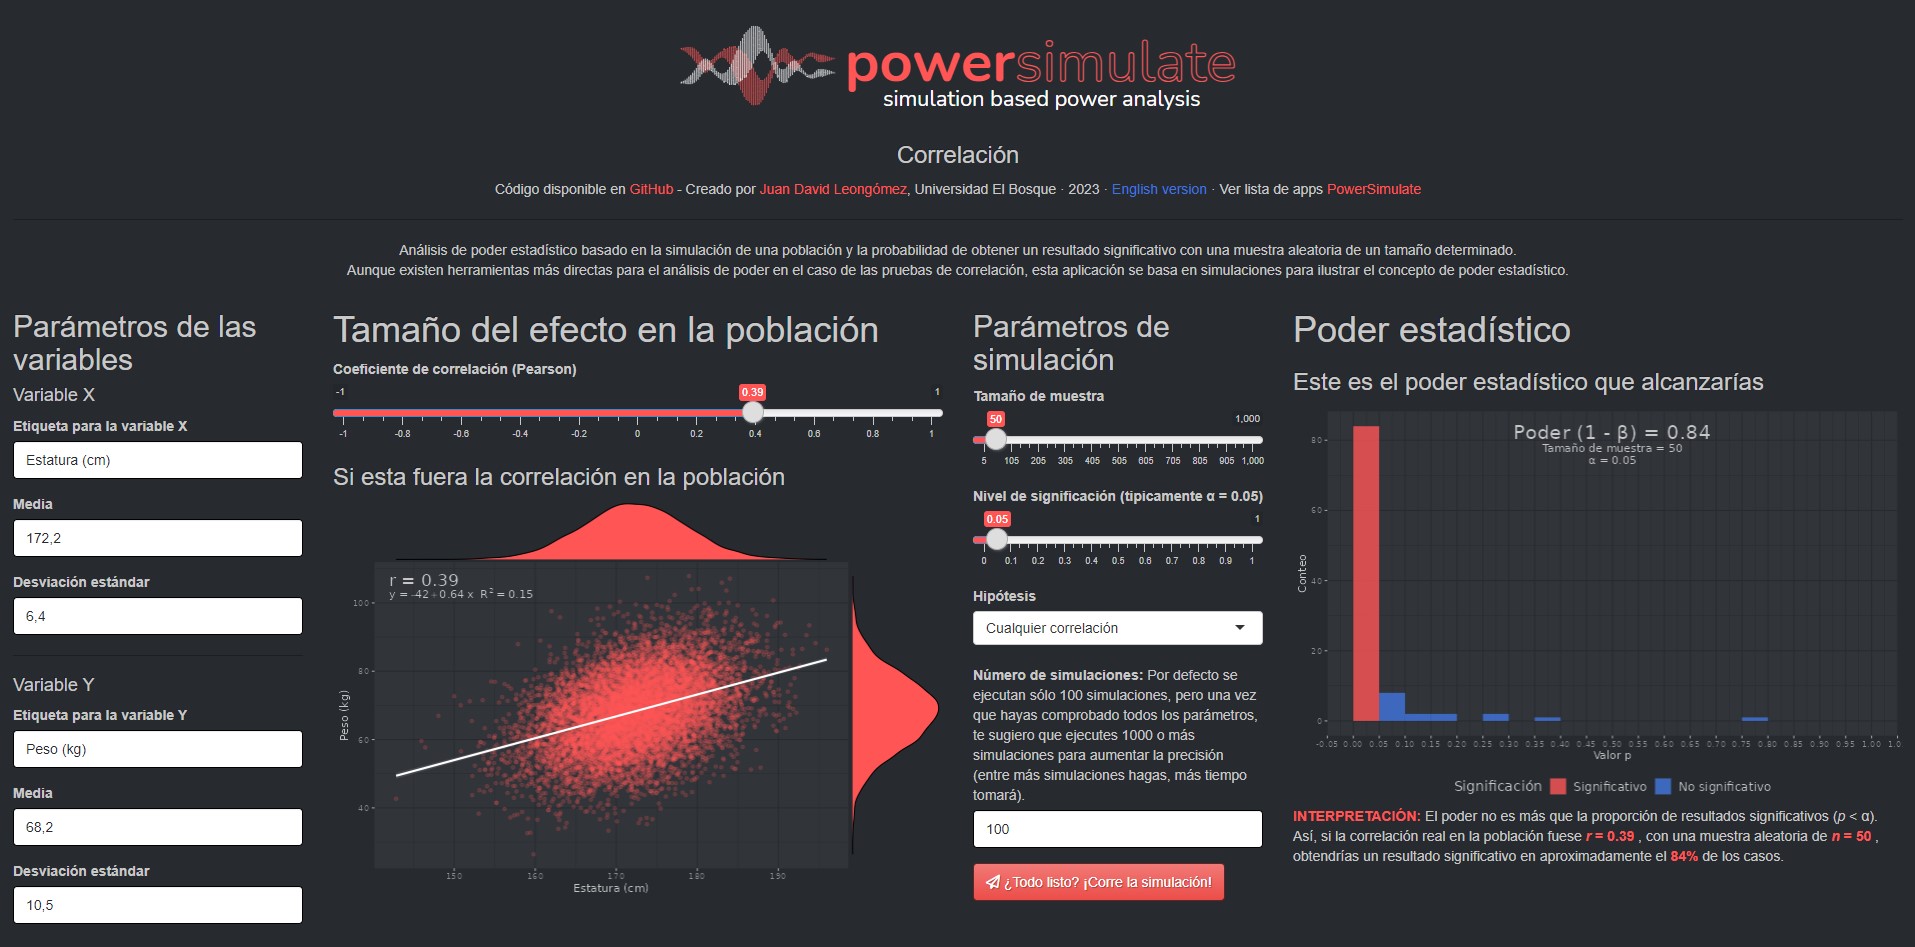 powersimulate
simulation based power analysis
Correlación
Código disponible en GitHub - Creado por Juan David Leongómez, Universidad El Bosque · 2023 · English version · Ver lista de apps PowerSimulate
Análisis de poder estadístico basado en la simulación de una población y la probabilidad de obtener un resultado significativo con una muestra aleatoria de un tamaño determinado.
Aunque existen herramientas más directas para el análisis de poder en el caso de las pruebas de correlación, esta aplicación se basa en simulaciones para ilustrar el concepto de poder estadístico.
Parámetros de las
variables
Variable X
Etiqueta para la variable X
Estatura (cm)
Media
172,2
Desviación estándar
6,4
Variable Y
Etiqueta para la variable Y
Peso (kg)
Media
68,2
Desviación estándar
10,5
Tamaño del efecto en la población
Coeficiente de correlación (Pearson)
-1 0.39 1
-1 -0.8 -0.6 -0.4 -0.2 0 0.2 0.4 0.6 0.8 1
Si esta fuera la correlación en la población
r = 0.39
y = -42 + 0.64 x R² = 0.15
100
80
60
40
Peso (kg)
150 160 170 180 190
Estatura (cm)
Parámetros de
simulación
Tamaño de muestra
50 1,000
5 105 205 305 405 505 605 705 805 905 1,000
Nivel de significación (tipicamente α = 0.05)
0.05 1
0 0.1 0.2 0.3 0.4 0.5 0.6 0.7 0.8 0.9 1
Hipótesis
Cualquier correlación
Número de simulaciones: Por defecto se
ejecutan sólo 100 simulaciones, pero una vez
que hayas comprobado todos los parámetros,
te sugiero que ejecutes 1000 o más
simulaciones para aumentar la precisión
(entre más simulaciones hagas, más tiempo
tomará).
100
¿Todo listo? ¡Corre la simulación!
Poder estadístico
Este es el poder estadístico que alcanzarías
Poder (1 - β) = 0.84
Tamaño de muestra = 50
α = 0.05
80
60
40
20
0
Conteo
-0.05 0.00 0.05 0.10 0.15 0.20 0.25 0.30 0.35 0.40 0.45 0.50 0.55 0.60 0.65 0.70 0.75 0.80 0.85 0.90 0.95 1.00 1.0
Valor p
Significación Significativo No significativo
INTERPRETACIÓN: El poder no es más que la proporción de resultados significativos (p < α).
Así, si la correlación real en la población fuese r = 0.39 , con una muestra aleatoria de n = 50 ,
obtendrías un resultado significativo en aproximadamente el 84% de los casos.